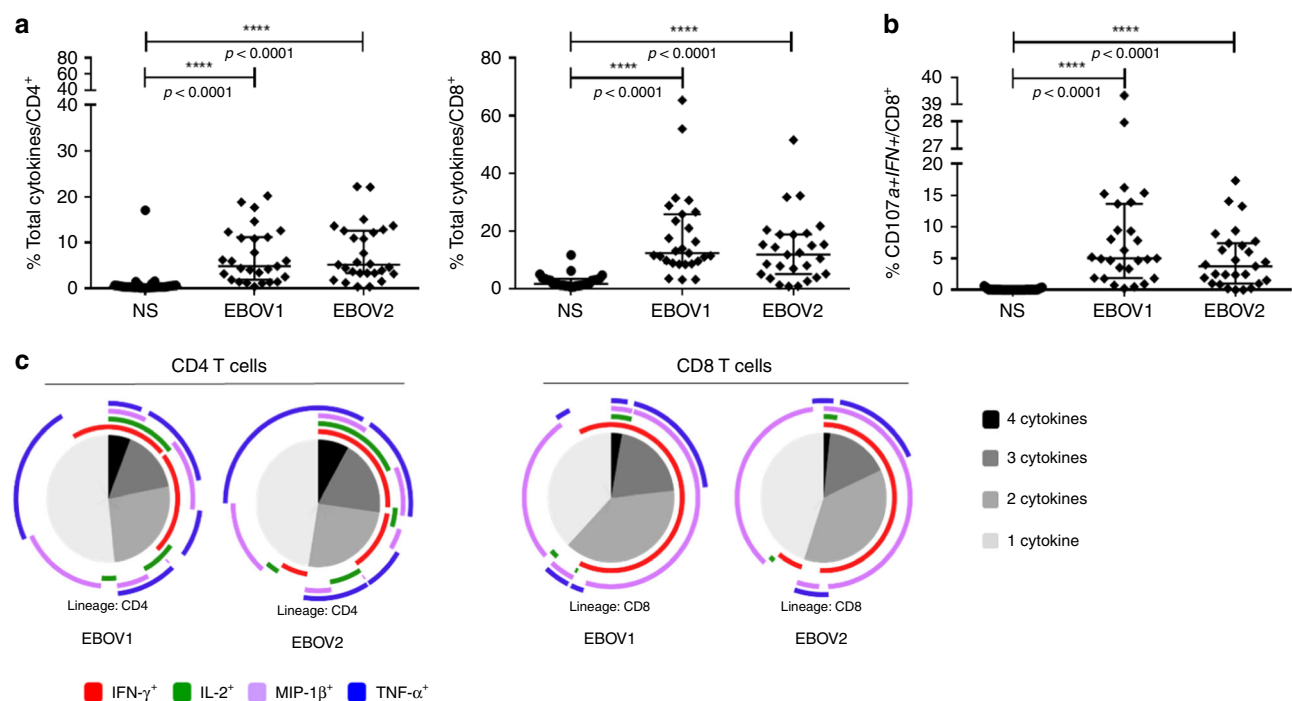 a
% Total cytokines/CD4⁺
80
60
40
40
30
20
10
0
****
p < 0.0001
****
p < 0.0001
NS EBOV1 EBOV2
% Total cytokines/CD8⁺
80
60
40
20
0
****
p < 0.0001
****
p < 0.0001
NS EBOV1 EBOV2
b
% CD107a+IFN+/CD8⁺
40
39
28
27
20
15
10
5
0
****
p < 0.0001
****
p < 0.0001
NS EBOV1 EBOV2
c
CD4 T cells
Lineage: CD4
EBOV1
Lineage: CD4
EBOV2
CD8 T cells
Lineage: CD8
EBOV1
Lineage: CD8
EBOV2
4 cytokines
3 cytokines
2 cytokines
1 cytokine
IFN-γ⁺ IL-2⁺ MIP-1β⁺ TNF-α⁺